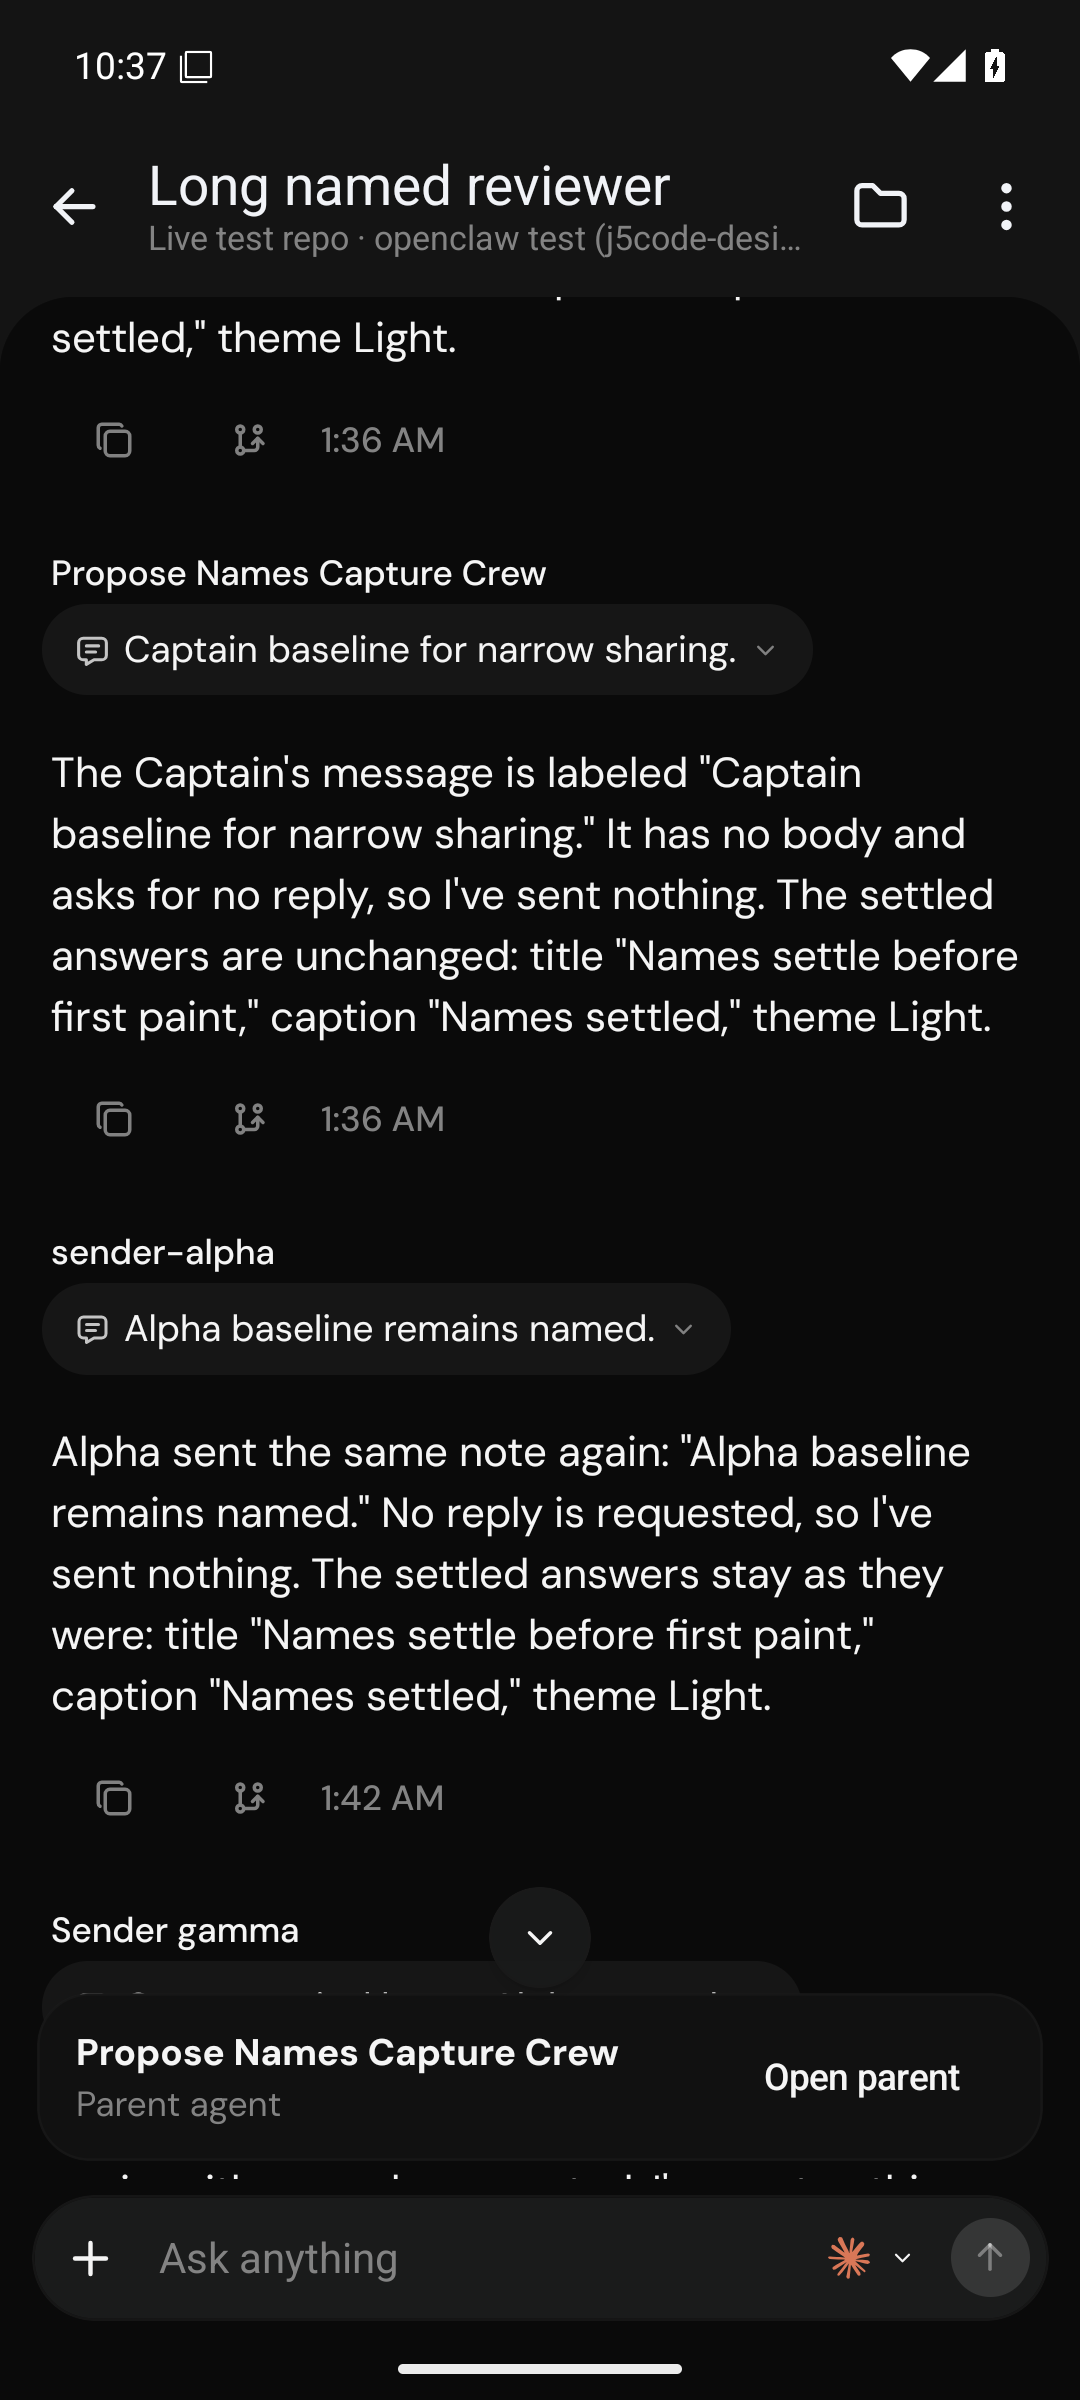 10:37
Long named reviewer
Live test repo · openclaw test (j5code-desi...
settled," theme Light.
1:36 AM
Propose Names Capture Crew
Captain baseline for narrow sharing.
The Captain's message is labeled "Captain
baseline for narrow sharing." It has no body and
asks for no reply, so I've sent nothing. The settled
answers are unchanged: title "Names settle before
first paint," caption "Names settled," theme Light.
1:36 AM
sender-alpha
Alpha baseline remains named.
Alpha sent the same note again: "Alpha baseline
remains named." No reply is requested, so I've
sent nothing. The settled answers stay as they
were: title "Names settle before first paint,"
caption "Names settled," theme Light.
1:42 AM
Sender gamma
Propose Names Capture Crew
Parent agent
Open parent
Ask anything